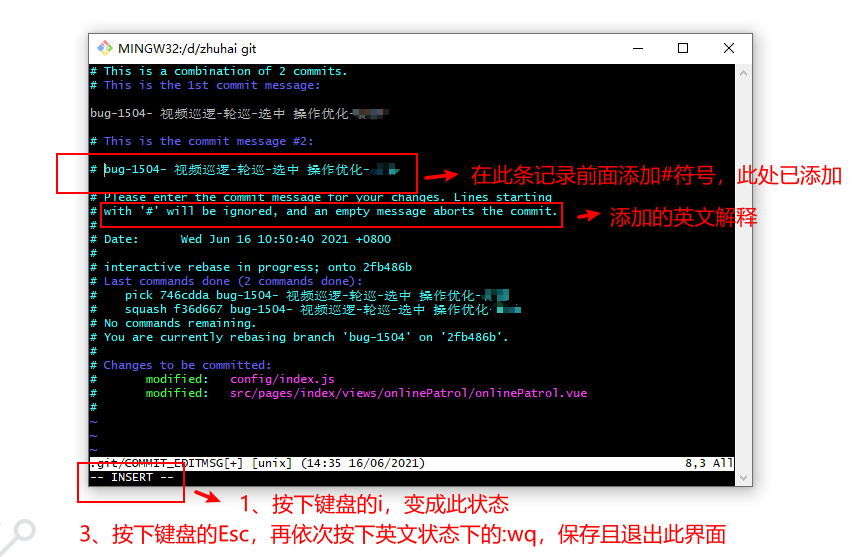 MINGW32:/d/zhuhai git
# This is a combination of 2 commits.
# This is the 1st commit message:
bug-1504- 视频巡逻-轮巡-选中 操作优化-
# This is the commit message #2:
# bug-1504- 视频巡逻-轮巡-选中 操作优化-
在此条记录前面添加#符号，此处已添加
# Please enter the commit message for your changes. Lines starting
# with '#' will be ignored, and an empty message aborts the commit.
添加的英文解释
#
# Date:      Wed Jun 16 10:50:40 2021 +0800
#
# interactive rebase in progress; onto 2fb486b
# Last commands done (2 commands done):
#    pick 746cdda bug-1504- 视频巡逻-轮巡-选中 操作优化-
#    squash f36d667 bug-1504- 视频巡逻-轮巡-选中 操作优化-
# No commands remaining.
# You are currently rebasing branch 'bug-1504' on '2fb486b'.
#
# Changes to be committed:
#       modified:   config/index.js
#       modified:   src/pages/index/views/onlinePatrol/onlinePatrol.vue
#
~
~
~
.git/COMMIT_EDITMSG[+] [unix] (14:35 16/06/2021) 8,3 All
-- INSERT --
1、按下键盘的i，变成此状态
3、按下键盘的Esc，再依次按下英文状态下的:wq，保存且退出此界面